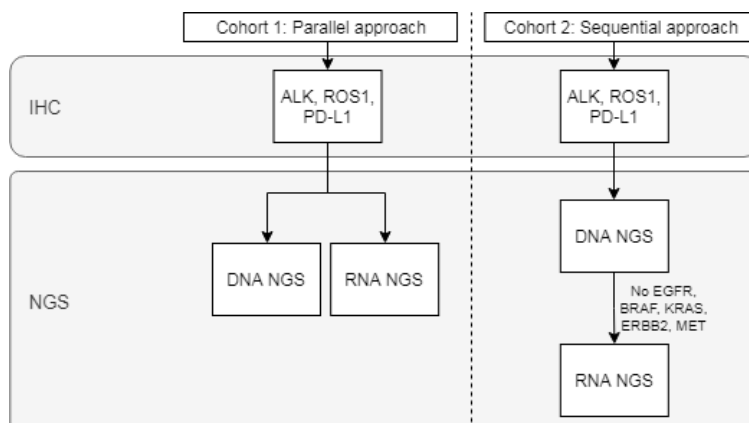 Cohort 1: Parallel approach
Cohort 2: Sequential approach
IHC
ALK, ROS1,
PD-L1
ALK, ROS1,
PD-L1
NGS
DNA NGS
RNA NGS
DNA NGS
No EGFR,
BRAF, KRAS,
ERBB2, MET
RNA NGS